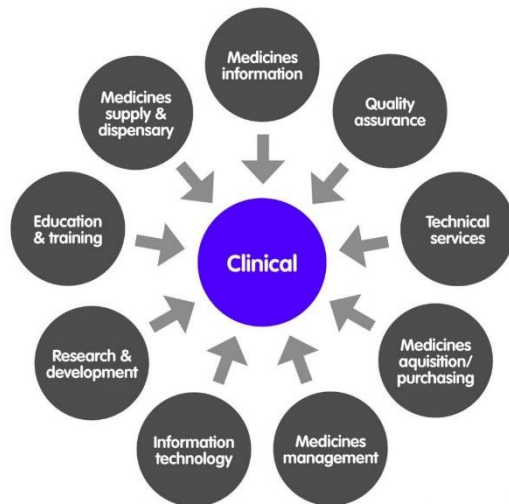 Medicines
information
Quality
assurance
Technical
services
Medicines
aquisition/
purchasing
Medicines
management
Information
technology
Research &
development
Education
& training
Medicines
supply &
dispensary
Clinical